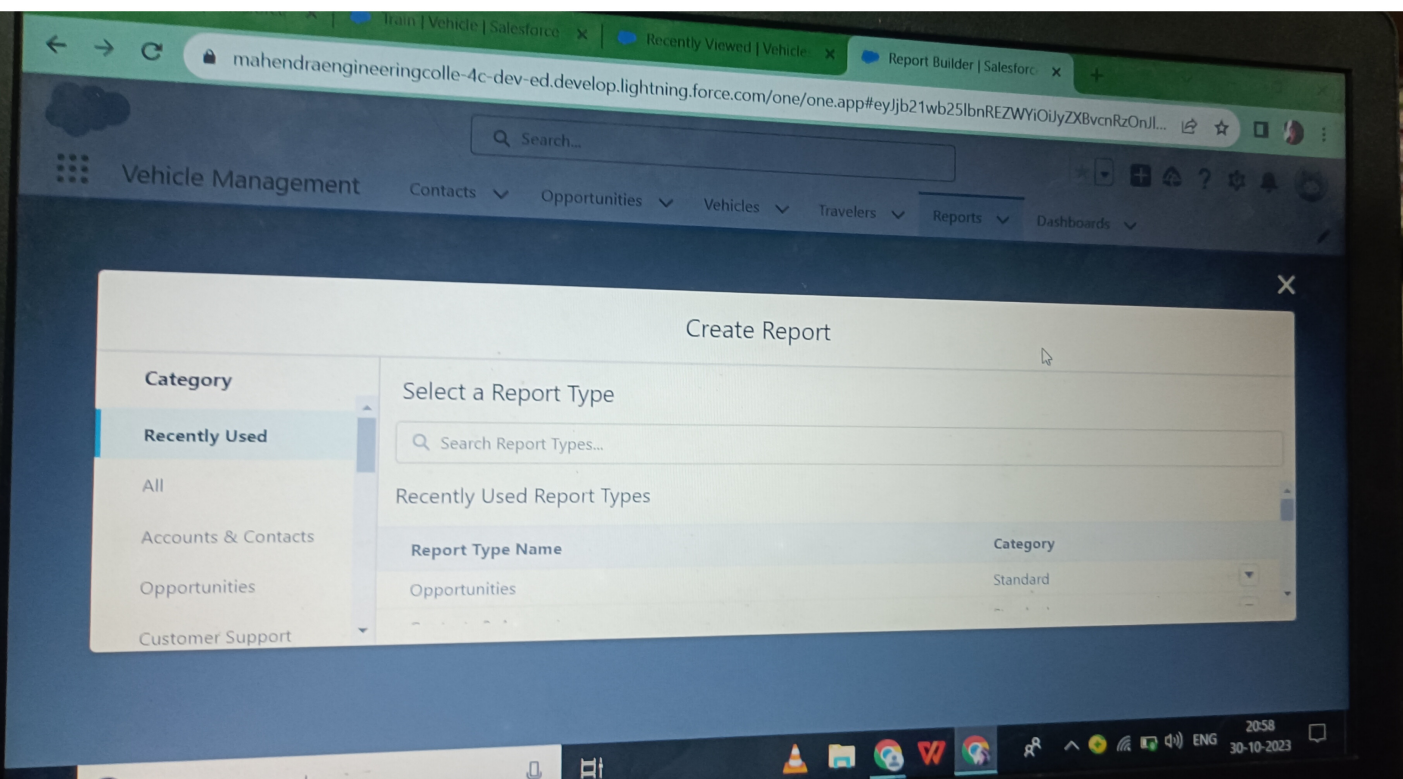 Train | Vehicle | Salesforce
Recently Viewed | Vehicle
Report Builder | Salesforc
mahendraengineeringcolle-4c-dev-ed.develop.lightning.force.com/one/one.app#eyJjb21wb25lbnREZWYiOiJyZXBvcnRzOnJl...
Search...
Vehicle Management
Contacts
Opportunities
Vehicles
Travelers
Reports
Dashboards
Create Report
Category
Recently Used
All
Accounts & Contacts
Opportunities
Customer Support
Select a Report Type
Search Report Types...
Recently Used Report Types
Report Type Name Category
Opportunities Standard
ENG
20:58
30-10-2023